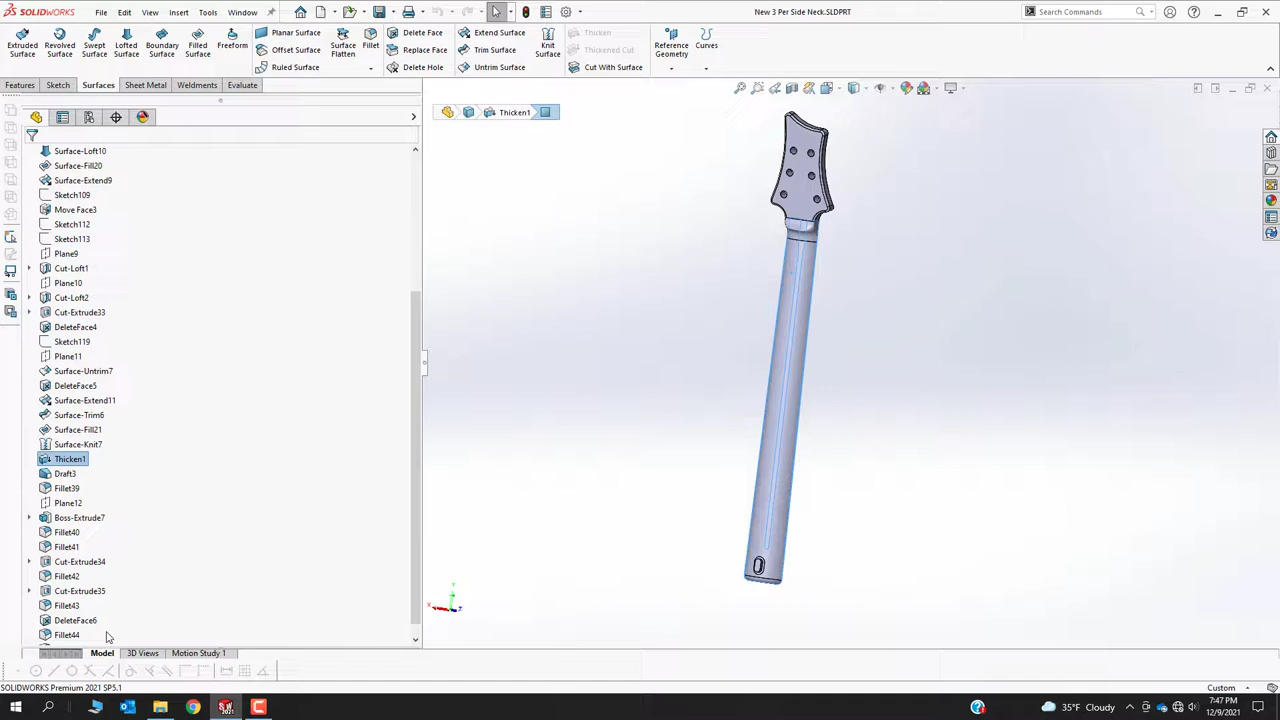 SOLIDWORKS
File
Edit
View
Insert
Tools
Window
New 3 Per Side Neck.SLDPRT
Search Commands
Extruded Surface
Revolved Surface
Swept Surface
Lofted Surface
Boundary Surface
Filled Surface
Freeform
Planar Surface
Offset Surface
Ruled Surface
Surface Flatten
Fillet
Delete Face
Replace Face
Delete Hole
Extend Surface
Trim Surface
Untrim Surface
Knit Surface
Thicken
Thickened Cut
Cut With Surface
Reference Geometry
Curves
Features
Sketch
Surfaces
Sheet Metal
Weldments
Evaluate
Thicken1
Surface-Loft10
Surface-Fill20
Surface-Extend9
Sketch109
Move Face3
Sketch112
Sketch113
Plane9
Cut-Loft1
Plane10
Cut-Loft2
Cut-Extrude33
DeleteFace4
Sketch119
Plane11
Surface-Untrim7
DeleteFace5
Surface-Extend11
Surface-Trim6
Surface-Fill21
Surface-Knit7
Thicken1
Draft3
Fillet39
Plane12
Boss-Extrude7
Fillet40
Fillet41
Cut-Extrude34
Fillet42
Cut-Extrude35
Fillet43
DeleteFace6
Fillet44
X
Y
Z
Model
3D Views
Motion Study 1
SOLIDWORKS Premium 2021 SP5.1
Custom
35°F Cloudy
7:47 PM
12/9/2021